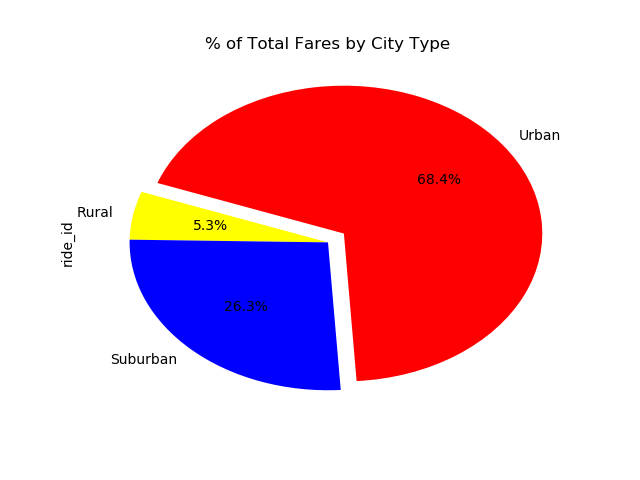 % of Total Fares by City Type
Urban
68.4%
Rural
5.3%
ride_id
26.3%
Suburban